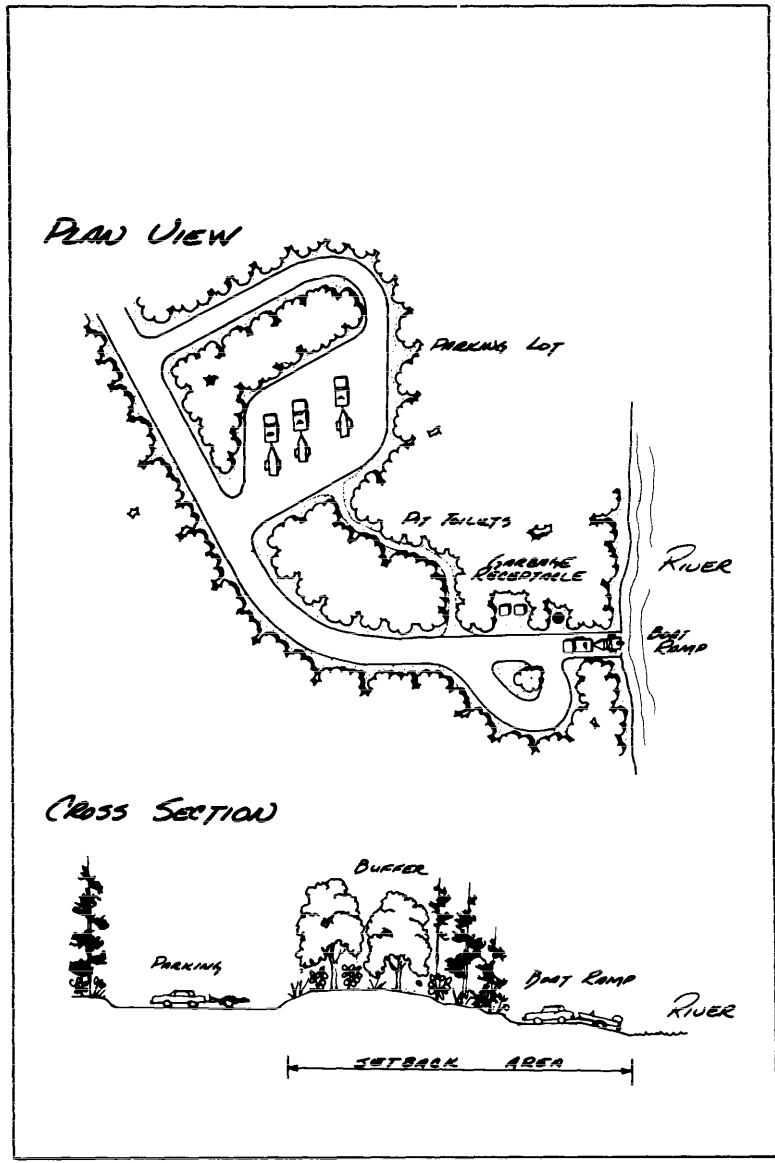 PLAN VIEW
PARKING LOT
PIT TOILETS
GARBAGE
RECEPTACLE
RIVER
BOAT
RAMP
CROSS SECTION
BUFFER
PARKING
BOAT RAMP
RIVER
SETBACK AREA